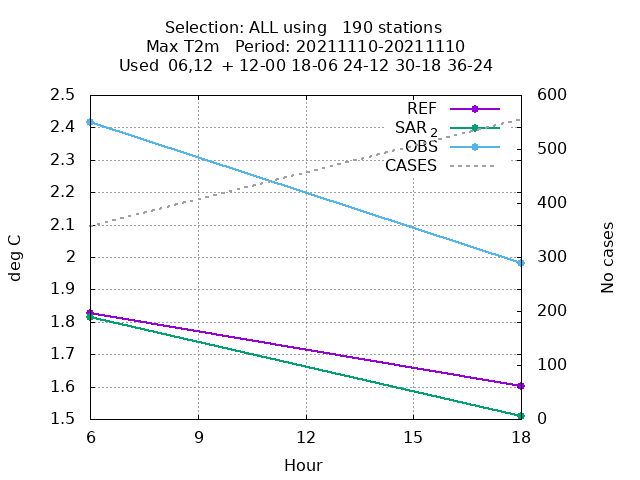 Selection: ALL using   190 stations
Max T2m   Period: 20211110-20211110
Used  06,12  + 12-00 18-06 24-12 30-18 36-24
2.5
2.4
2.3
2.2
2.1
2
1.9
1.8
1.7
1.6
1.5
600
500
400
300
200
100
0
REF
SAR 2
OBS
CASES
deg C
No cases
6 9 12 15 18
Hour